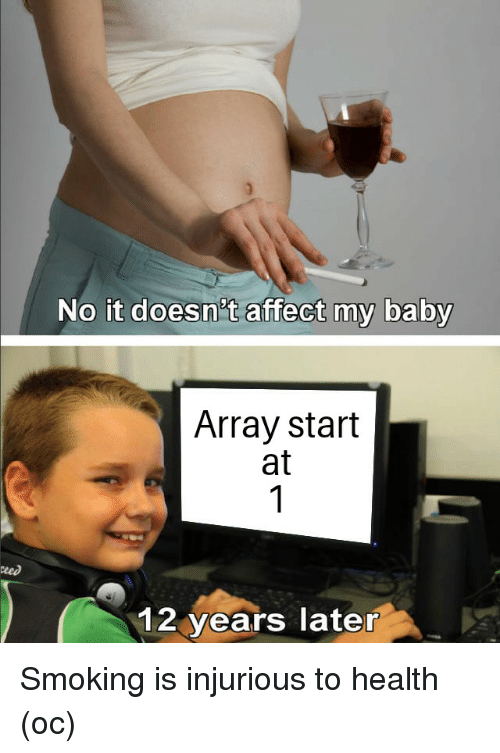 No it doesn't affect my baby
Array start
at
1
12 years later
Smoking is injurious to health
(oc)